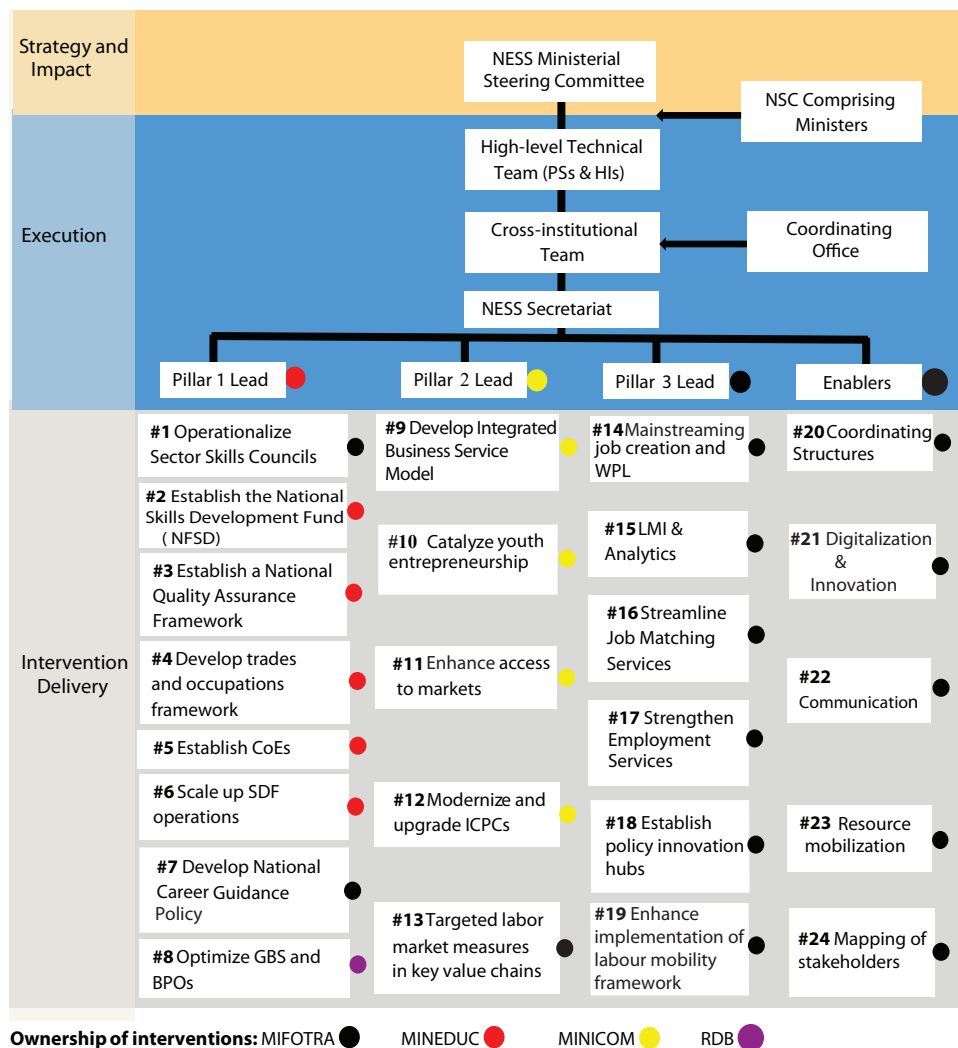 Strategy and
Impact
NESS Ministerial
Steering Committee
NSC Comprising
Ministers
High-level Technical
Team (PSs & HIs)
Execution
Cross-institutional
Team
Coordinating
Office
NESS Secretariat
Pillar 1 Lead
Pillar 2 Lead
Pillar 3 Lead
Enablers
Intervention
Delivery
#1 Operationalize
Sector Skills Councils
#2 Establish the National
Skills Development Fund
( NFSD)
#3 Establish a National
Quality Assurance
Framework
#4 Develop trades
and occupations
framework
#5 Establish CoEs
#6 Scale up SDF
operations
#7 Develop National
Career Guidance
Policy
#8 Optimize GBS and
BPOs
#9 Develop Integrated
Business Service
Model
#10 Catalyze youth
entrepreneurship
#11 Enhance access
to markets
#12 Modernize and
upgrade ICPCs
#13 Targeted labor
market measures
in key value chains
#14 Mainstreaming
job creation and
WPL
#15 LMI &
Analytics
#16 Streamline
Job Matching
Services
#17 Strengthen
Employment
Services
#18 Establish
policy innovation
hubs
#19 Enhance
implementation of
labour mobility
framework
#20 Coordinating
Structures
#21 Digitalization
&
Innovation
#22
Communication
#23 Resource
mobilization
#24 Mapping of
stakeholders
Ownership of interventions: MIFOTRA MINEDUC MINICOM RDB